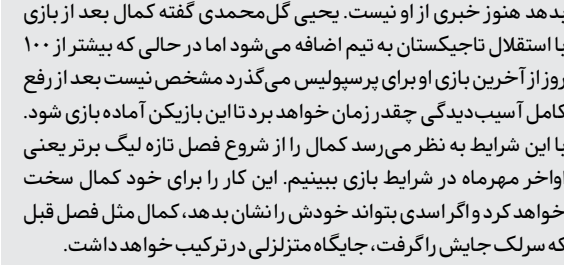 بدهد هنوز خبری از او نیست. یحیی گل‌محمدی گفته کمال بعد از بازی
با استقلال تاجیکستان به تیم اضافه می‌شود اما در حالی که بیشتر از ۱۰۰
روز از آخرین بازی او برای پرسپولیس می‌گذرد مشخص نیست بعد از رفع
کامل آسیب‌دیدگی چقدر زمان خواهد برد تا این بازیکن آماده بازی شود.
با این شرایط به نظر می‌رسد کمال را از شروع فصل تازه لیگ برتر یعنی
اواخر مهرماه در شرایط بازی ببینیم. این کار را برای خود کمال سخت
خواهد کرد و اگر اسدی بتواند خودش را نشان بدهد، کمال مثل فصل قبل
که سرلک جایش را گرفت، جایگاه متزلزلی در ترکیب خواهد داشت.